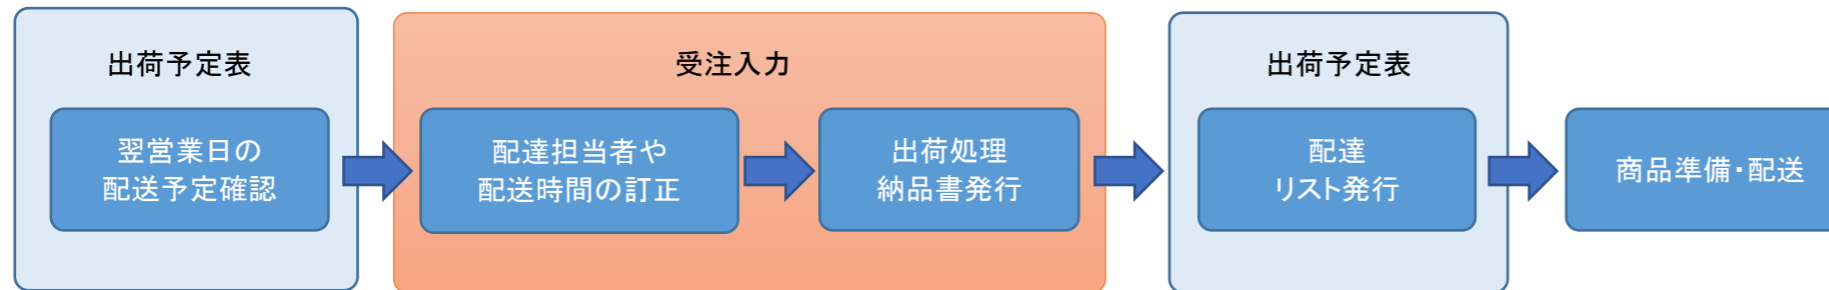 出荷予定表
翌営業日の
配送予定確認
受注入力
配達担当者や
配送時間の訂正
出荷処理
納品書発行
出荷予定表
配達
リスト発行
商品準備・配送